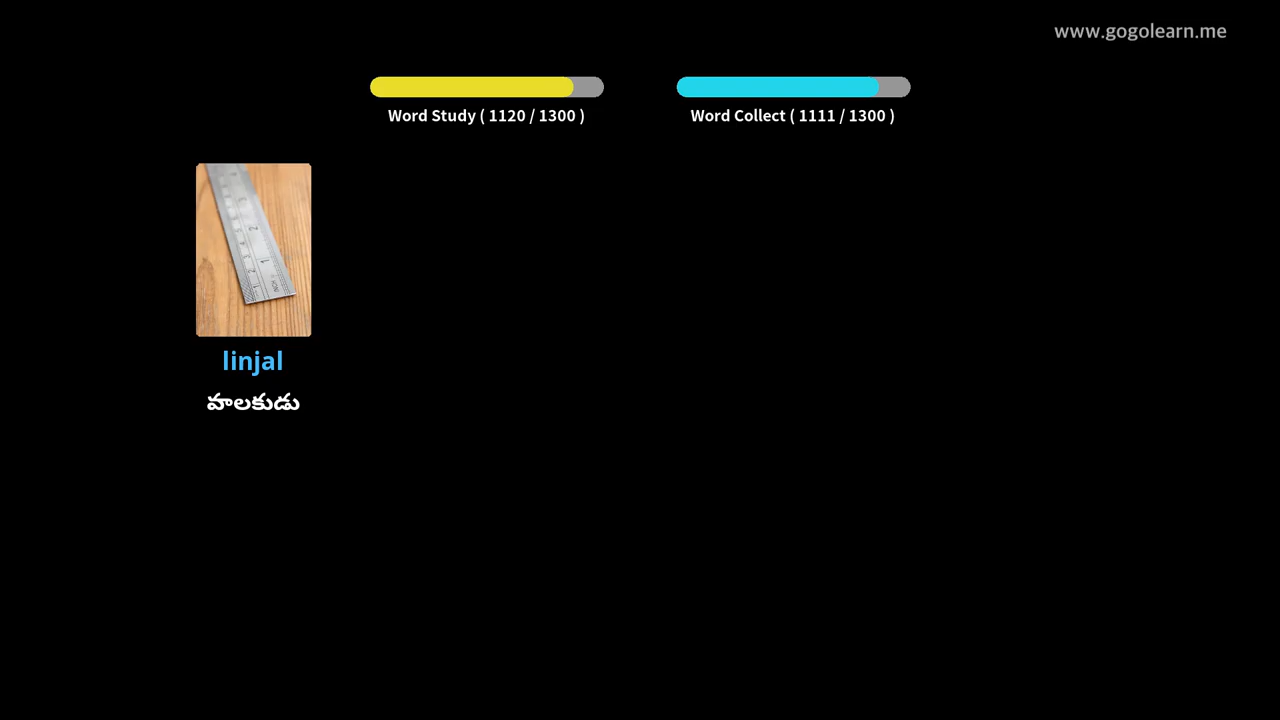 www.gogolearn.me
Word Study ( 1120 / 1300 )
Word Collect ( 1111 / 1300 )
linjal
పాలకుడు